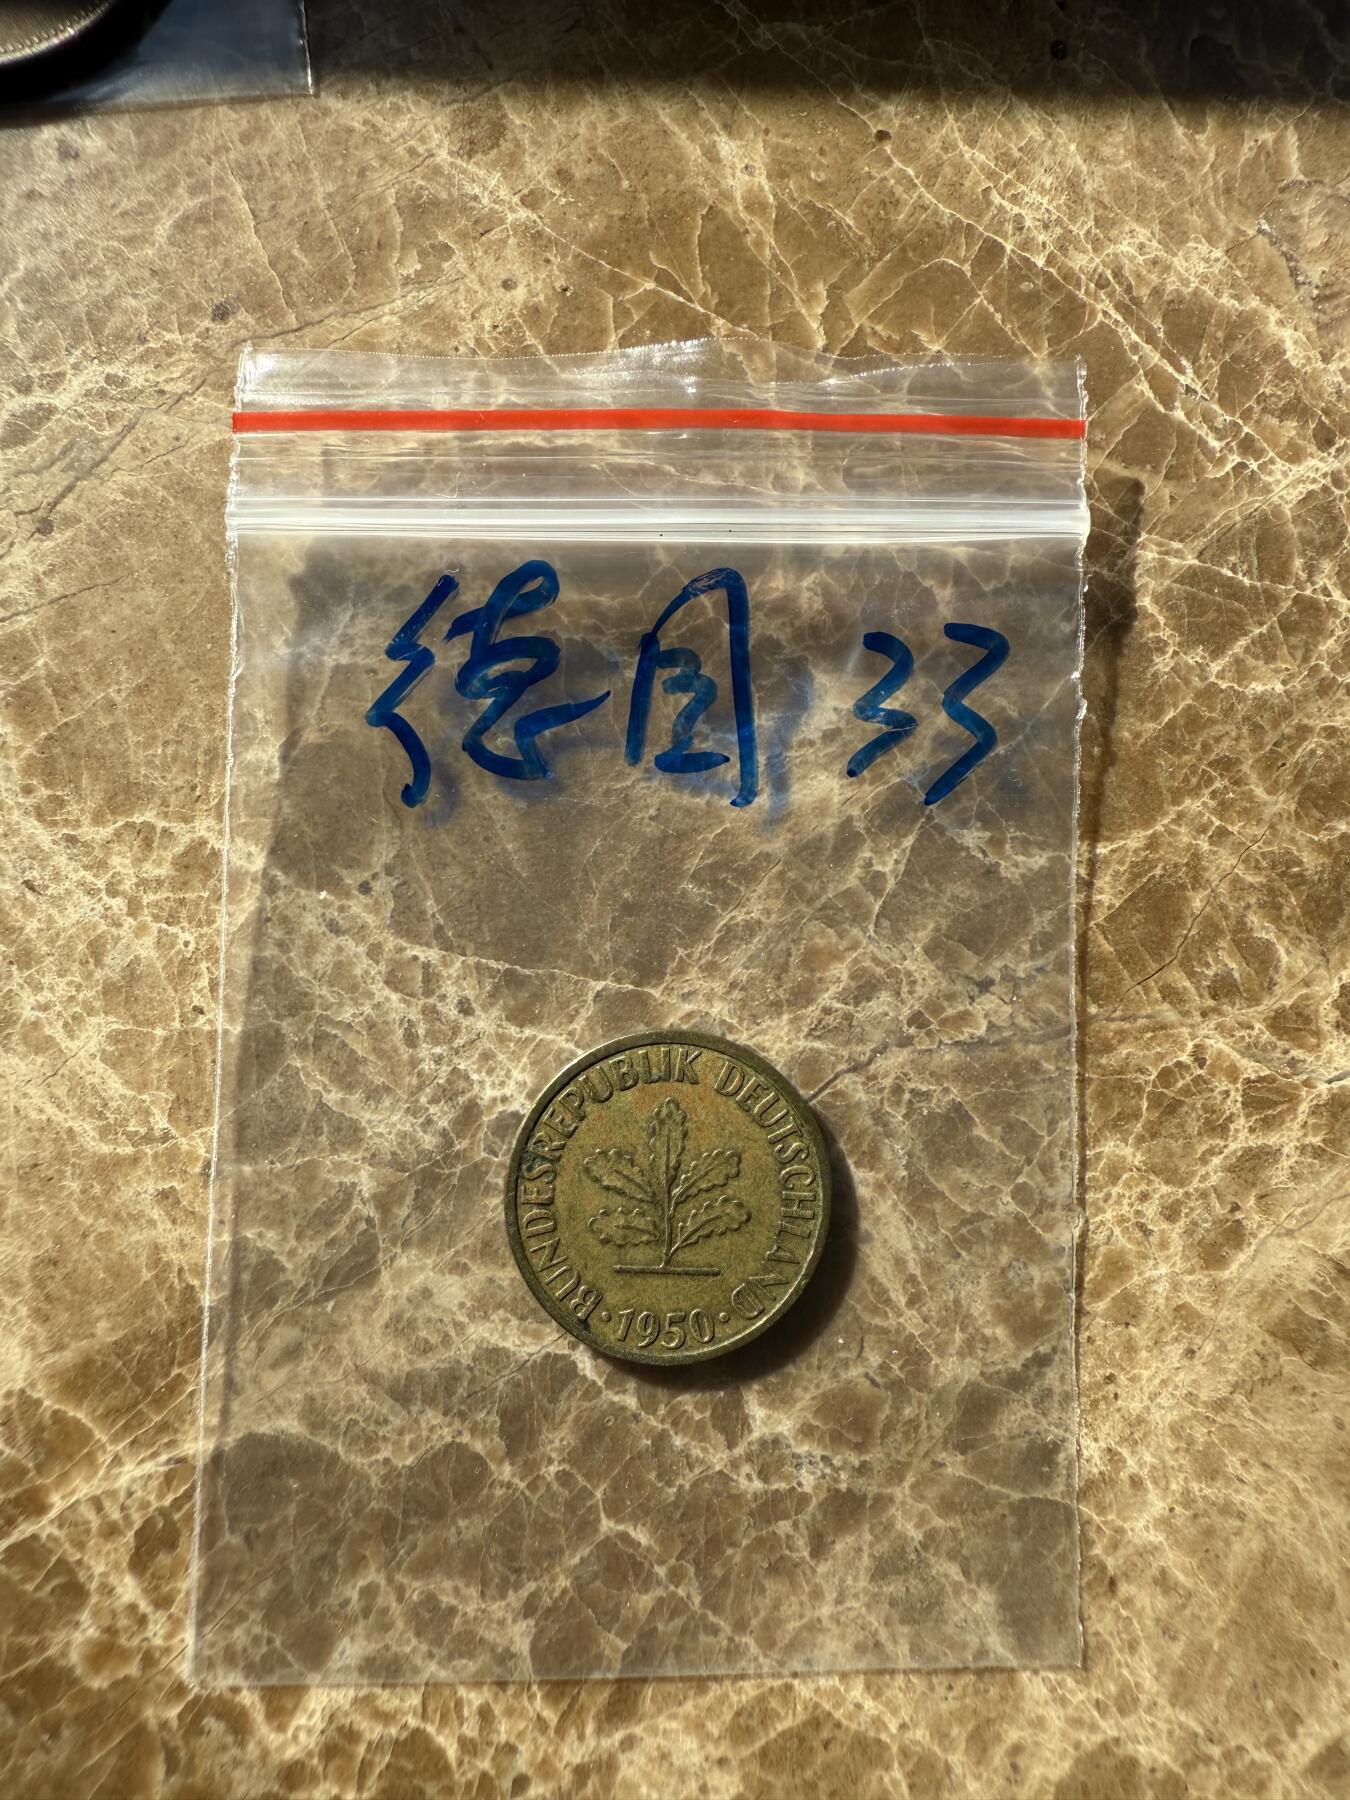 德国 33
BUNDESREPUBLIK DEUTSCHLAND
· 1950 ·